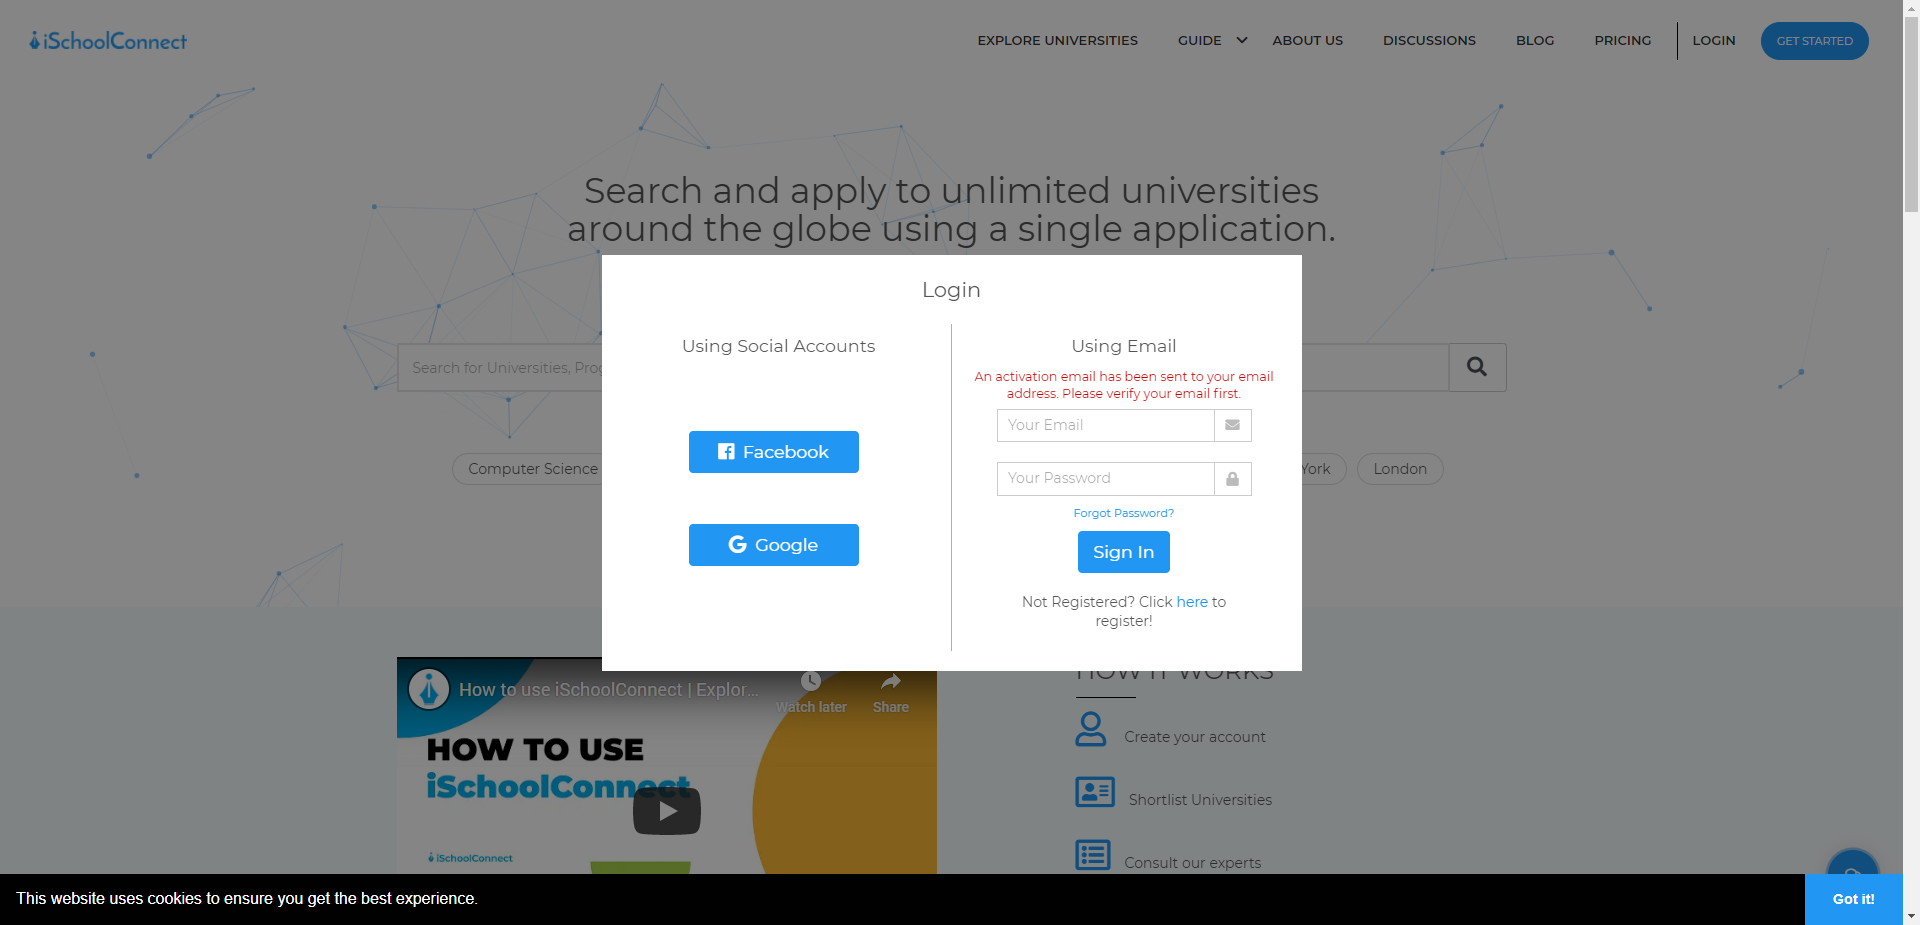 iSchoolConnect
EXPLORE UNIVERSITIES
GUIDE
ABOUT US
DISCUSSIONS
BLOG
PRICING
LOGIN
GET STARTED
Search and apply to unlimited universities
around the globe using a single application.
Login
Using Social Accounts
Facebook
Google
Using Email
An activation email has been sent to your email
address. Please verify your email first.
Your Email
Your Password
Forgot Password?
Sign In
Not Registered? Click here to
register!
Search for Universities, Prog
Computer Science
York
London
How to use iSchoolConnect | Explor...
Watch later
Share
HOW TO USE
iSchoolConnect
iSchoolConnect
HOW IT WORKS
Create your account
Shortlist Universities
Consult our experts
This website uses cookies to ensure you get the best experience.
Got it!